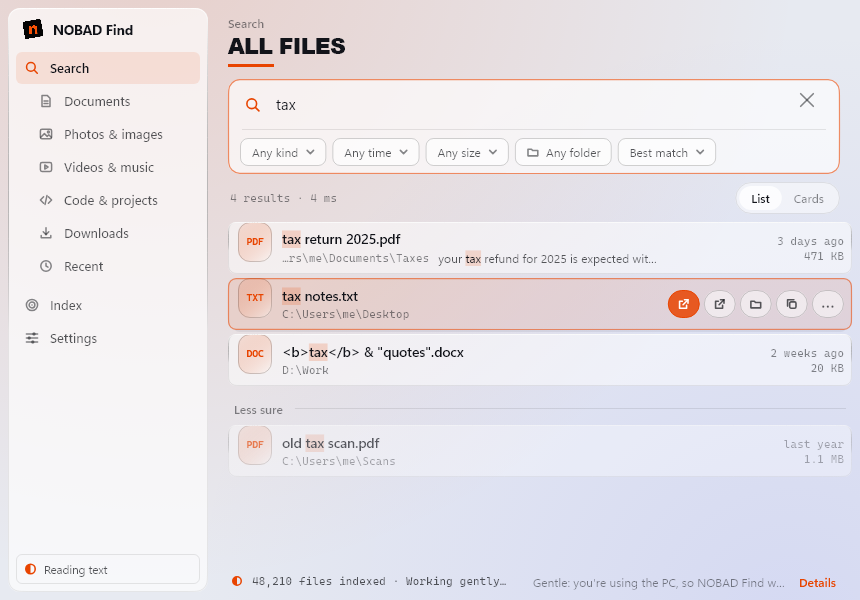 NOBAD Find
Search
Documents
Photos & images
Videos & music
Code & projects
Downloads
Recent
Index
Settings
Reading text
Search
ALL FILES
tax
Any kind
Any time
Any size
Any folder
Best match
4 results · 4 ms
List
Cards
PDF
tax return 2025.pdf
…rs\me\Documents\Taxes your tax refund for 2025 is expected wit…
3 days ago
471 KB
TXT
tax notes.txt
C:\Users\me\Desktop
DOC
<b>tax</b> & "quotes".docx
D:\Work
2 weeks ago
20 KB
Less sure
PDF
old tax scan.pdf
C:\Users\me\Scans
last year
1.1 MB
48,210 files indexed · Working gently…
Gentle: you're using the PC, so NOBAD Find w…
Details